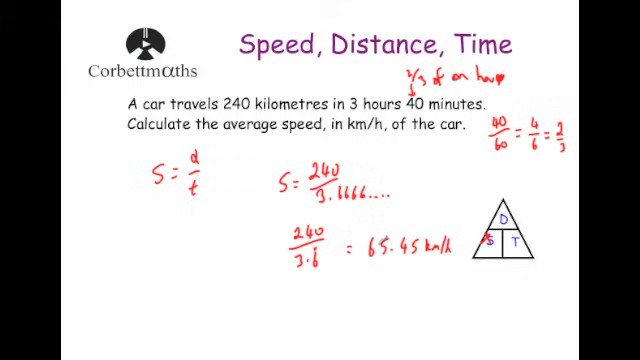 Speed, Distance, Time
Corbettmαths
2/3 of an hour
A car travels 240 kilometres in 3 hours 40 minutes.
Calculate the average speed, in km/h, of the car.
40/60 = 4/6 = 2/3
S = d/t
S = 240/3.6666....
240/3.6 = 65.45 km/h
D
S T